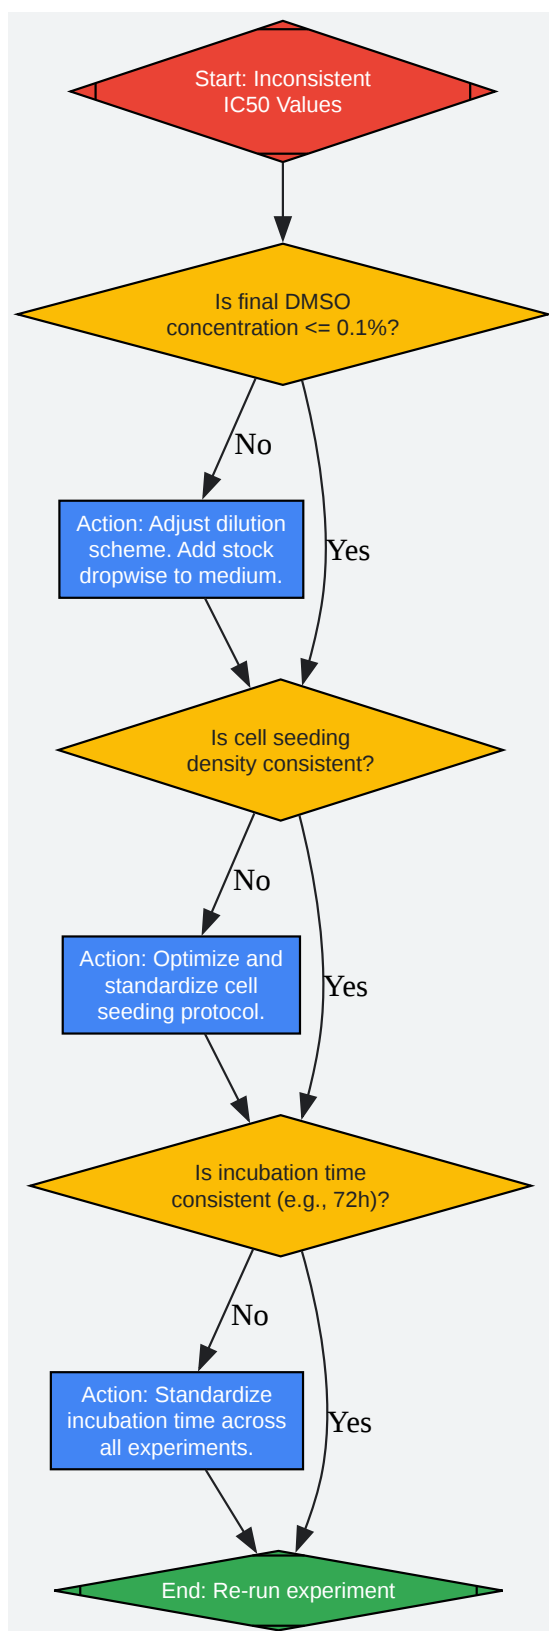 Start: Inconsistent
IC50 Values
Is final DMSO
concentration <= 0.1%?
No
Yes
Action: Adjust dilution
scheme. Add stock
dropwise to medium.
Is cell seeding
density consistent?
No
Yes
Action: Optimize and
standardize cell
seeding protocol.
Is incubation time
consistent (e.g., 72h)?
No
Yes
Action: Standardize
incubation time across
all experiments.
End: Re-run experiment